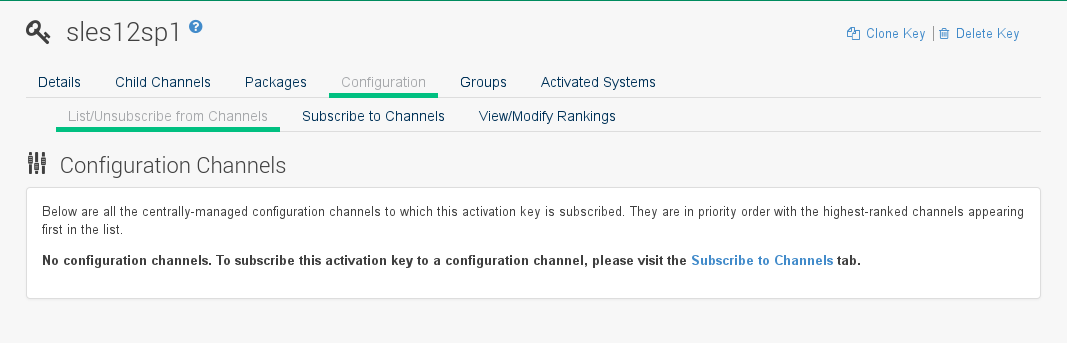 sles12sp1 ?
Clone Key | Delete Key
Details Child Channels Packages Configuration Groups Activated Systems
List/Unsubscribe from Channels Subscribe to Channels View/Modify Rankings
Configuration Channels
Below are all the centrally-managed configuration channels to which this activation key is subscribed. They are in priority order with the highest-ranked channels appearing
first in the list.
No configuration channels. To subscribe this activation key to a configuration channel, please visit the Subscribe to Channels tab.